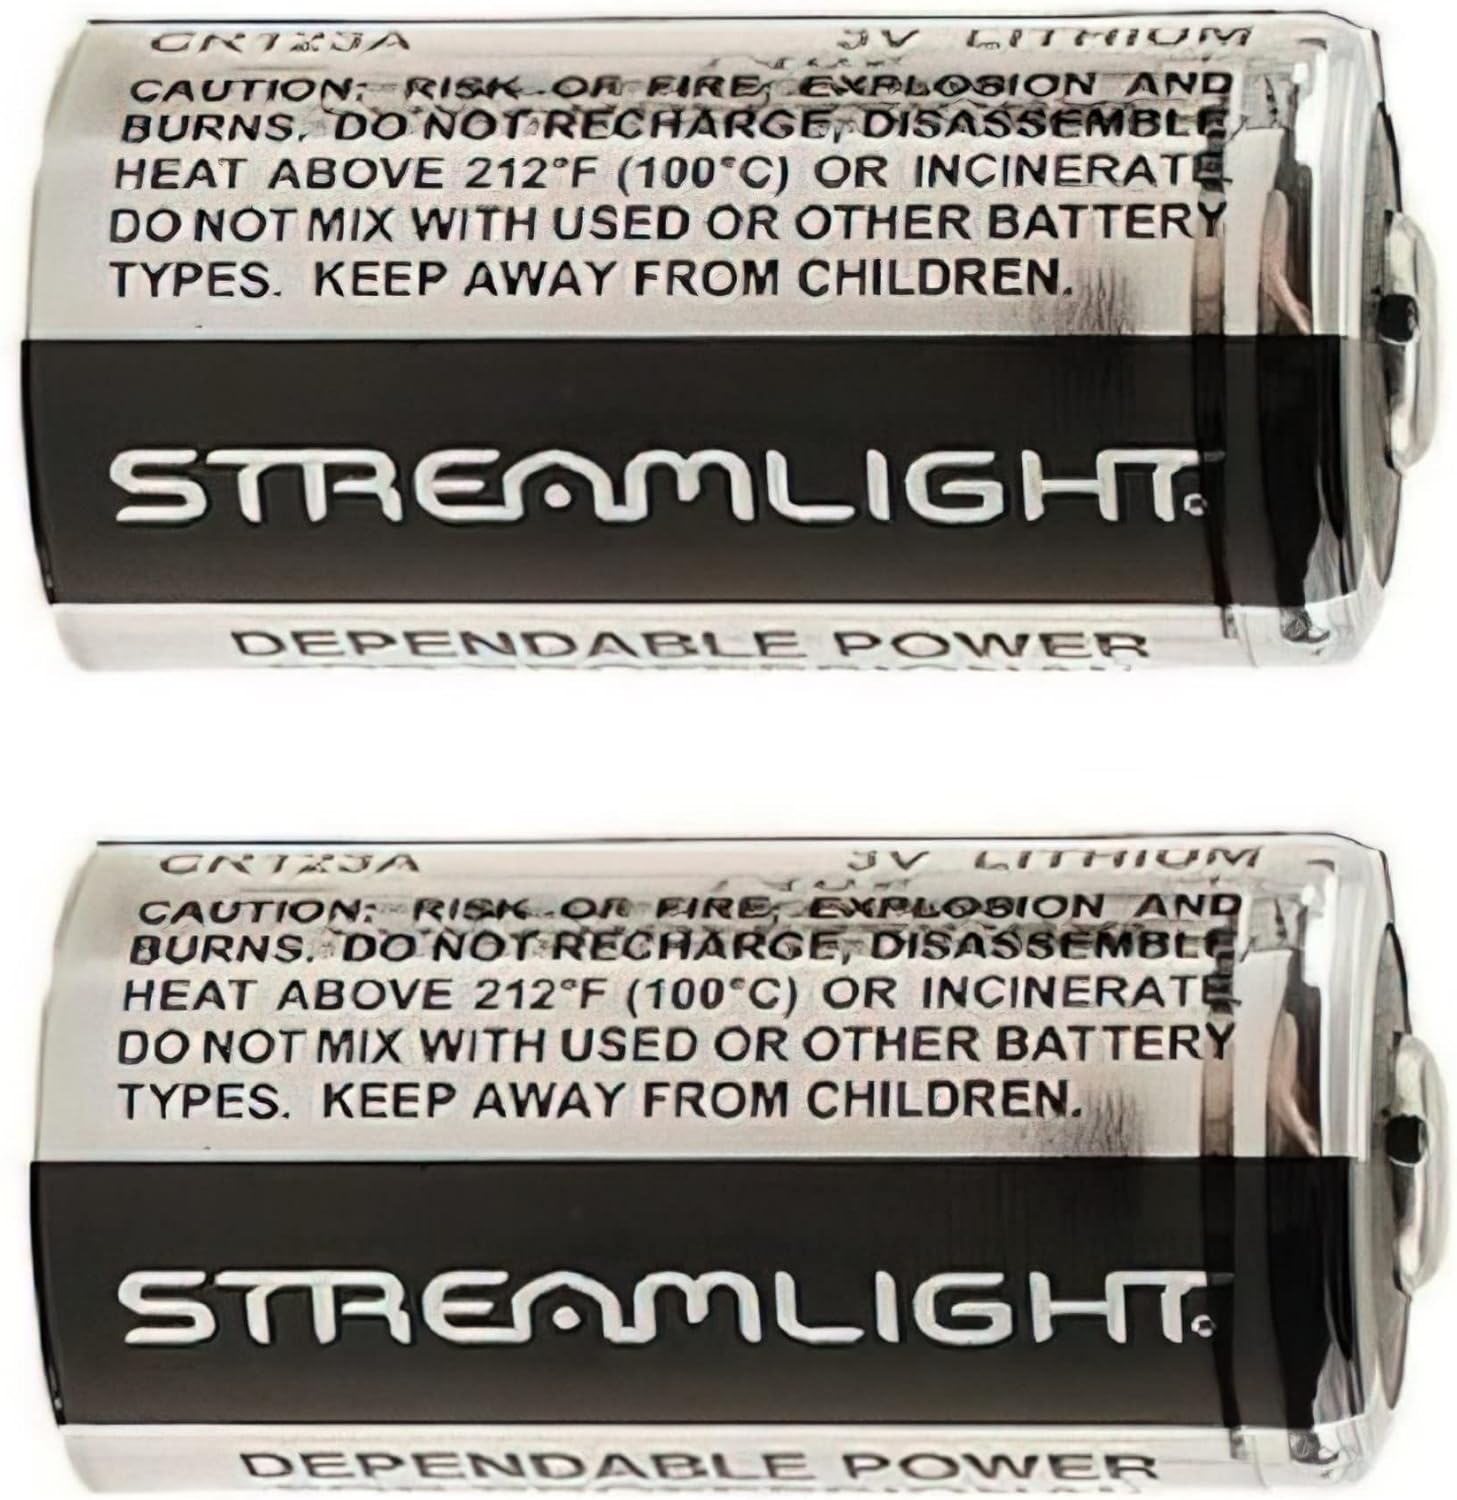 CR123A 3V LITHIUM
CAUTION: RISK OF FIRE, EXPLOSION AND
BURNS. DO NOT RECHARGE, DISASSEMBLE,
HEAT ABOVE 212°F (100°C) OR INCINERATE.
DO NOT MIX WITH USED OR OTHER BATTERY
TYPES. KEEP AWAY FROM CHILDREN.
STREAMLIGHT
DEPENDABLE POWER
CR123A 3V LITHIUM
CAUTION: RISK OF FIRE, EXPLOSION AND
BURNS. DO NOT RECHARGE, DISASSEMBLE,
HEAT ABOVE 212°F (100°C) OR INCINERATE.
DO NOT MIX WITH USED OR OTHER BATTERY
TYPES. KEEP AWAY FROM CHILDREN.
STREAMLIGHT
DEPENDABLE POWER